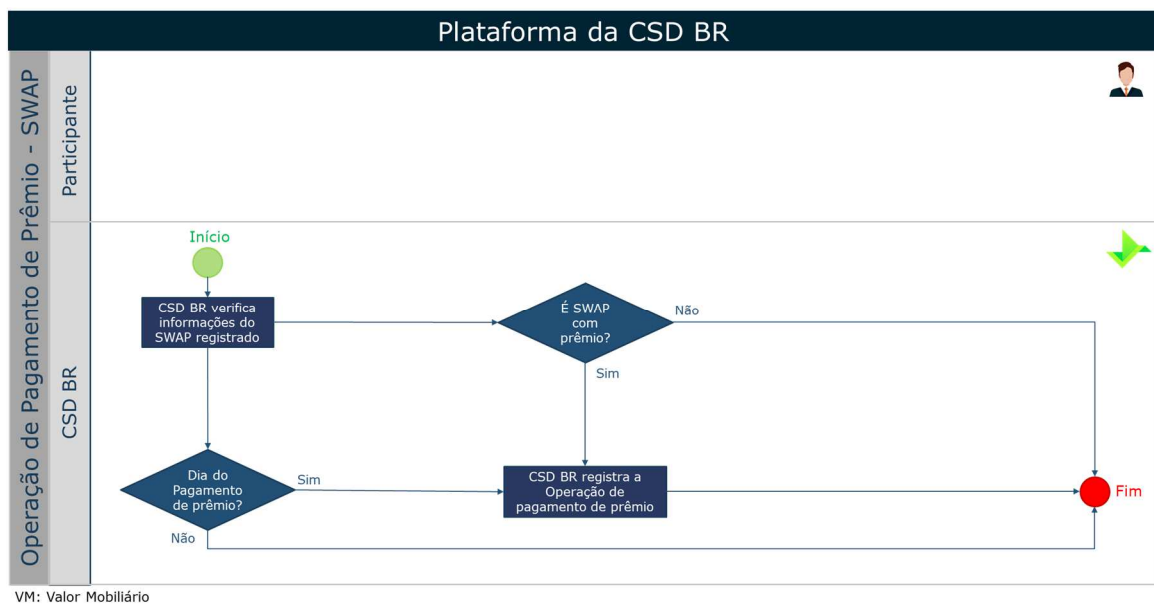 Plataforma da CSD BR
Operação de Pagamento de Prêmio - SWAP
Participante
CSD BR
Início
CSD BR verifica
informações do
SWAP registrado
É SWAP
com
prêmio?
Não
Sim
Dia do
Pagamento
de prêmio?
Sim
Não
CSD BR registra a
Operação de
pagamento de prêmio
Fim
VM: Valor Mobiliário